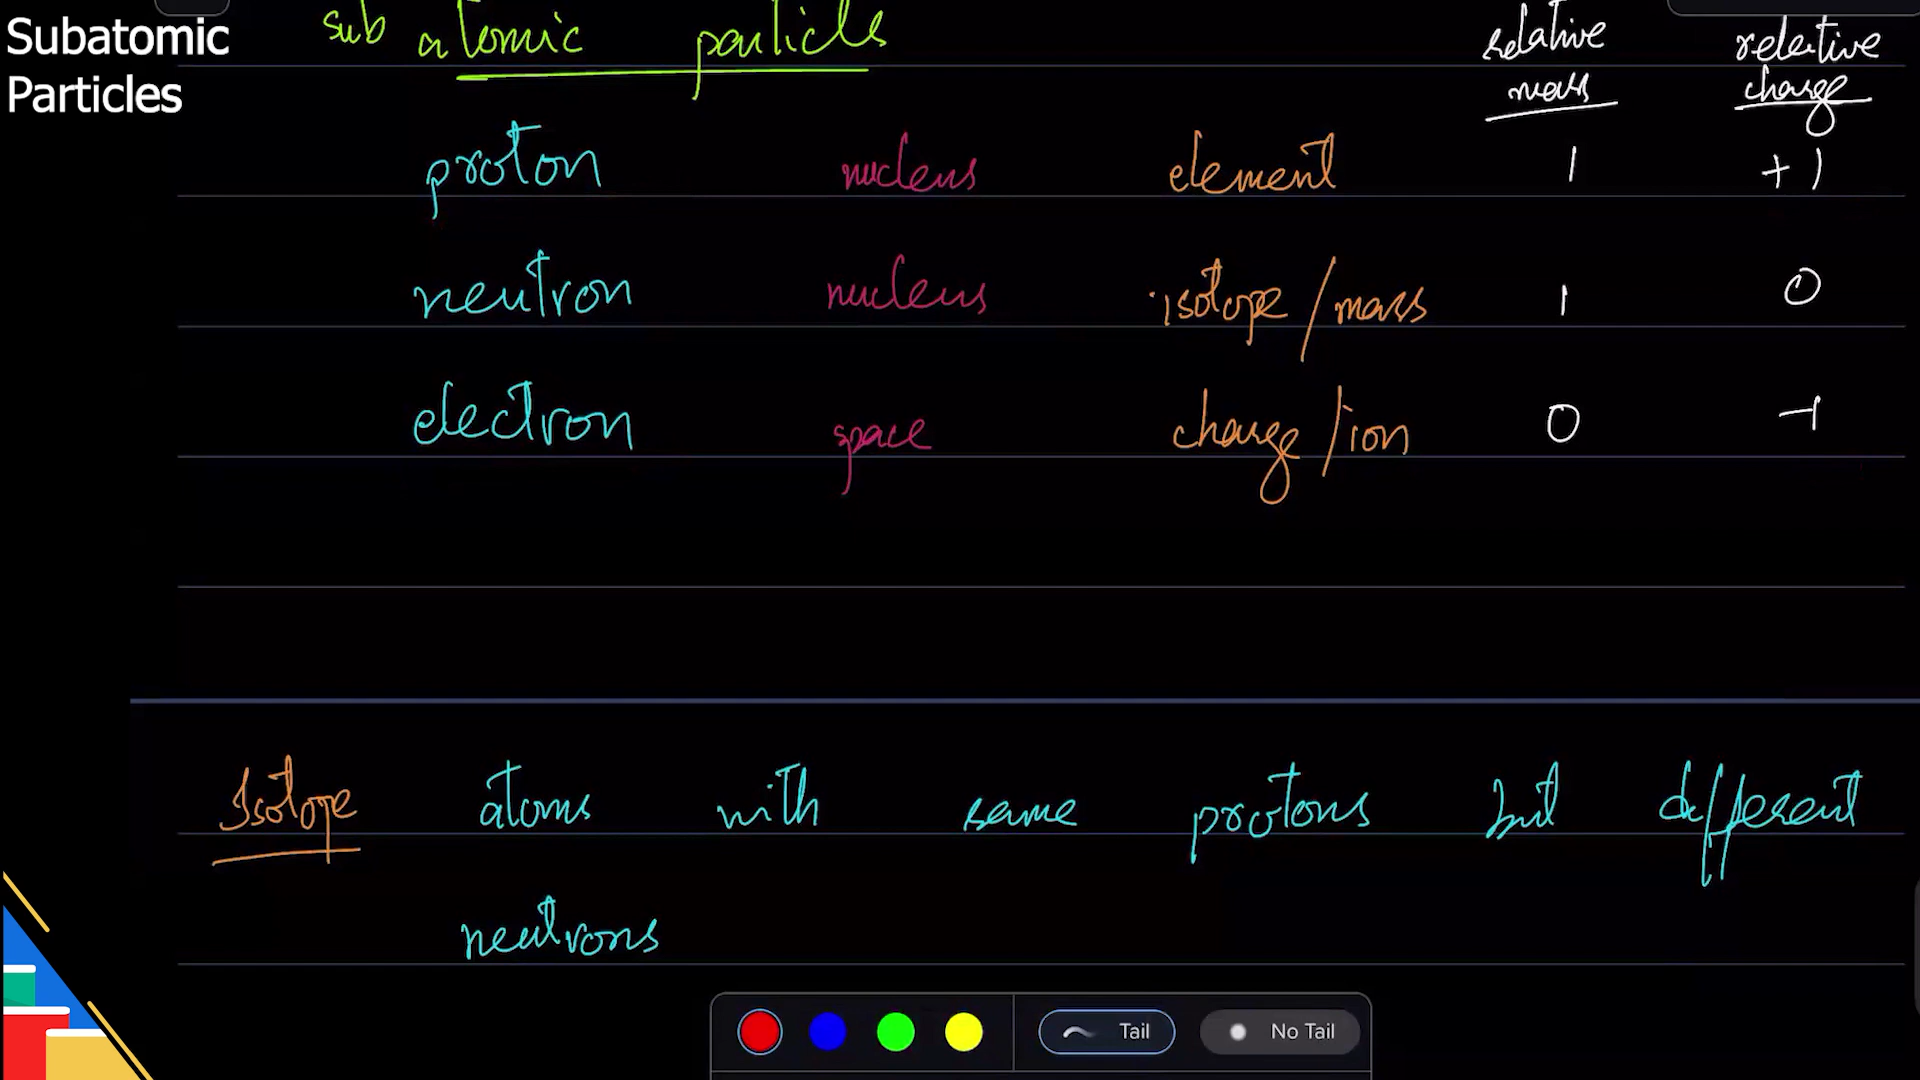 Subatomic
Particles
sub atomic particles
relative
mass
relative
charge
proton nucleus element 1 +1
neutron nucleus isotope / mass 1 0
electron space charge / ion 0 -1
Isotope atoms with same protons but different
neutrons
Tail No Tail